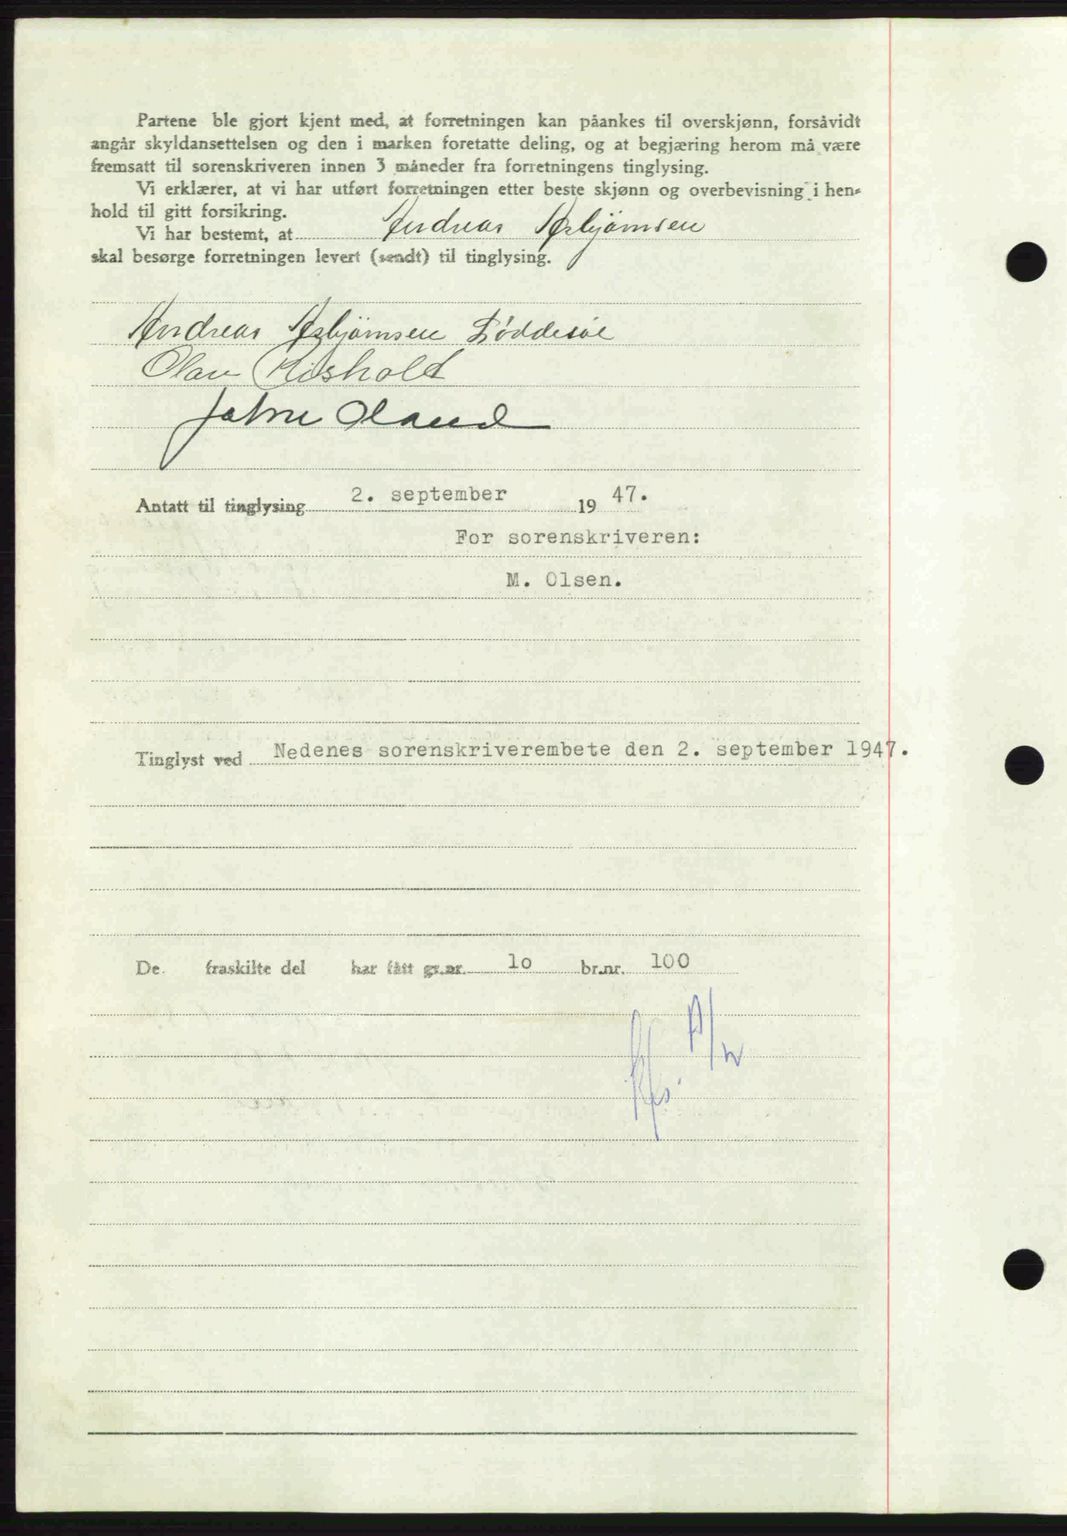 Partene ble gjort kjent med, at forretningen kan påankes til overskjønn, forsåvidt
angår skyldansettelsen og den i marken foretatte deling, og at begjæring herom må være
fremsatt til sorenskriveren innen 3 måneder fra forretningens tinglysing.
Vi erklærer, at vi har utført forretningen etter beste skjønn og overbevisning i hen-
hold til gitt forsikring.
Vi har bestemt, at Andreas Asbjørnsen
skal besørge forretningen levert (sendt) til tinglysing.
Andreas Asbjørnsen Løddesøl
Olav Rishold
Olaud
Antatt til tinglysing 2. september 19 47.
For sorenskriveren:
M. Olsen.
Tinglyst ved Nedenes sorenskriverembete den 2. september 1947.
De fraskilte del har fått gr.nr. 10 br.nr. 100